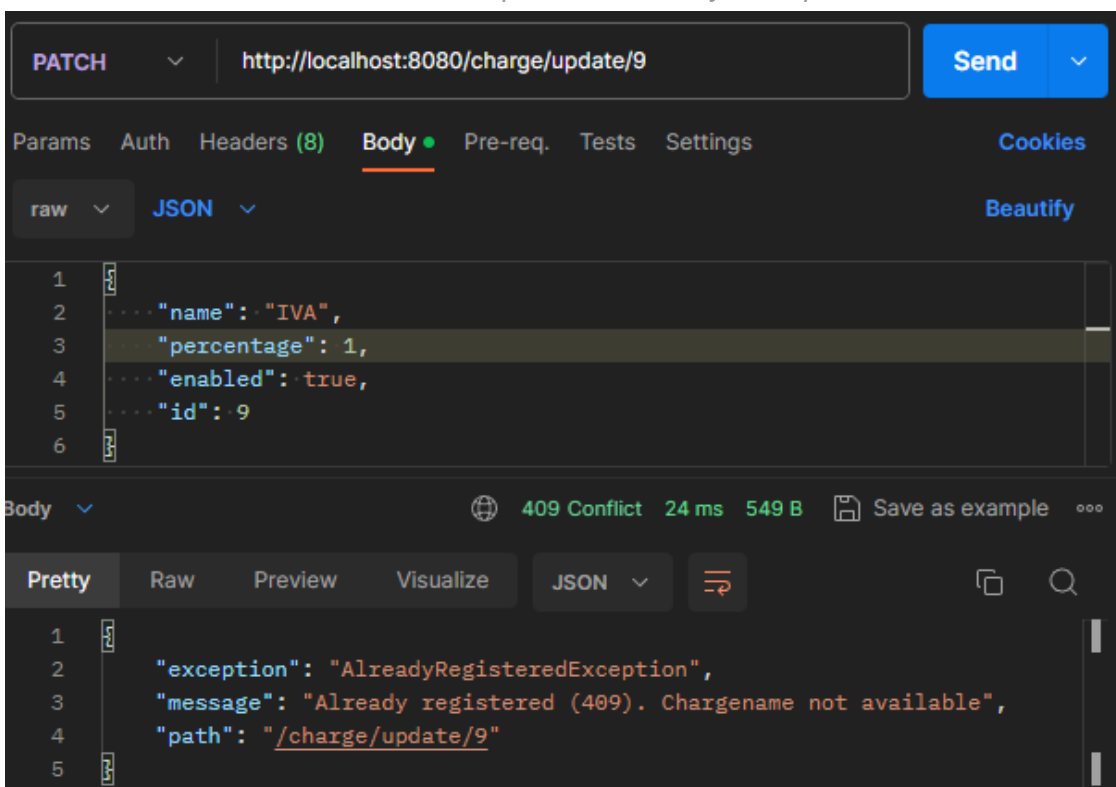 PATCH http://localhost:8080/charge/update/9 Send
Params Auth Headers (8) Body Pre-req. Tests Settings Cookies
raw JSON Beautify
1 {
2 "name": "IVA",
3 "percentage": 1,
4 "enabled": true,
5 "id": 9
6 }
Body 409 Conflict 24 ms 549 B Save as example
Pretty Raw Preview Visualize JSON
1 {
2 "exception": "AlreadyRegisteredException",
3 "message": "Already registered (409). Chargename not available",
4 "path": "/charge/update/9"
5 }